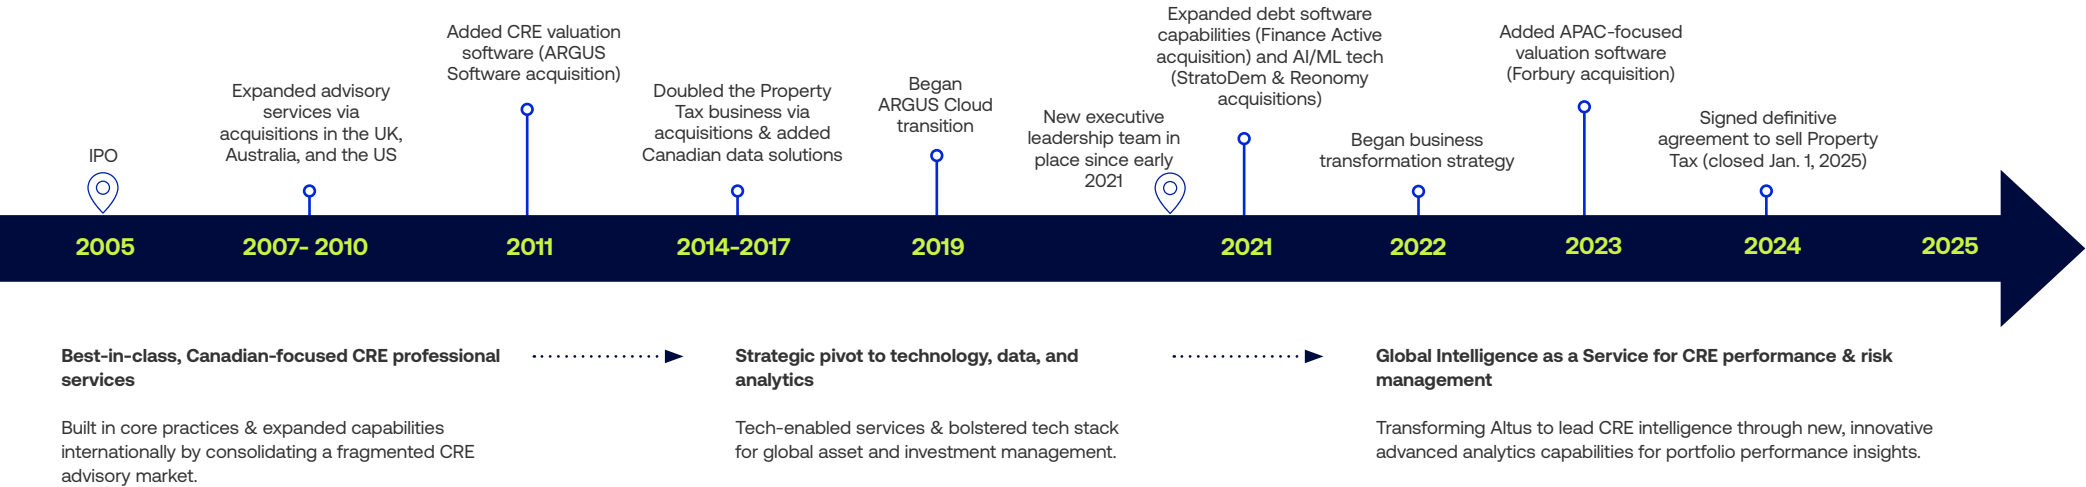 IPO
Expanded advisory
services via
acquisitions in the UK,
Australia, and the US
Added CRE valuation
software (ARGUS
Software acquisition)
Doubled the Property
Tax business via
acquisitions & added
Canadian data solutions
Began
ARGUS Cloud
transition
New executive
leadership team in
place since early
2021
Expanded debt software
capabilities (Finance Active
acquisition) and AI/ML tech
(StratoDem & Reonomy
acquisitions)
Began business
transformation strategy
Added APAC-focused
valuation software
(Forbury acquisition)
Signed definitive
agreement to sell Property
Tax (closed Jan. 1, 2025)
2005
2007- 2010
2011
2014-2017
2019
2021
2022
2023
2024
2025
Best-in-class, Canadian-focused CRE professional
services
Built in core practices & expanded capabilities
internationally by consolidating a fragmented CRE
advisory market.
Strategic pivot to technology, data, and
analytics
Tech-enabled services & bolstered tech stack
for global asset and investment management.
Global Intelligence as a Service for CRE performance & risk
management
Transforming Altus to lead CRE intelligence through new, innovative
advanced analytics capabilities for portfolio performance insights.